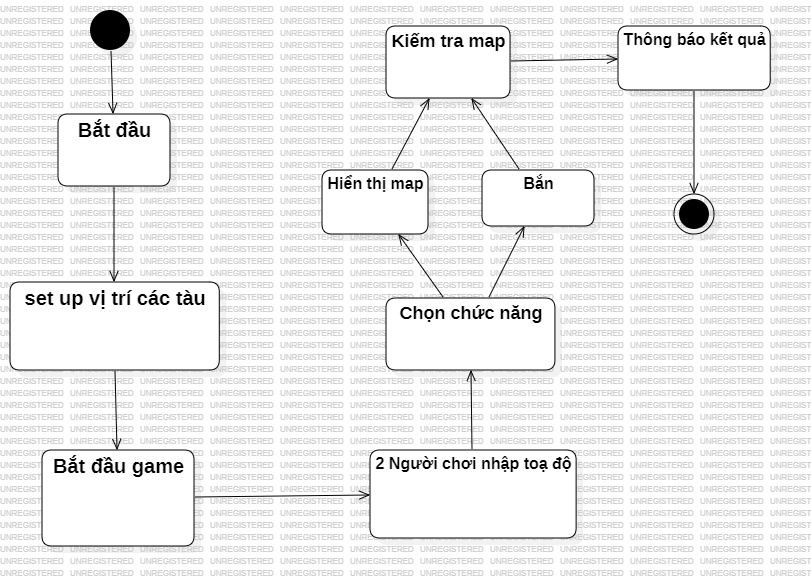 Bắt đầu
set up vị trí các tàu
Bắt đầu game
2 Người chơi nhập toạ độ
Chọn chức năng
Hiển thị map
Bắn
Kiểm tra map
Thông báo kết quả
UNREGISTERED